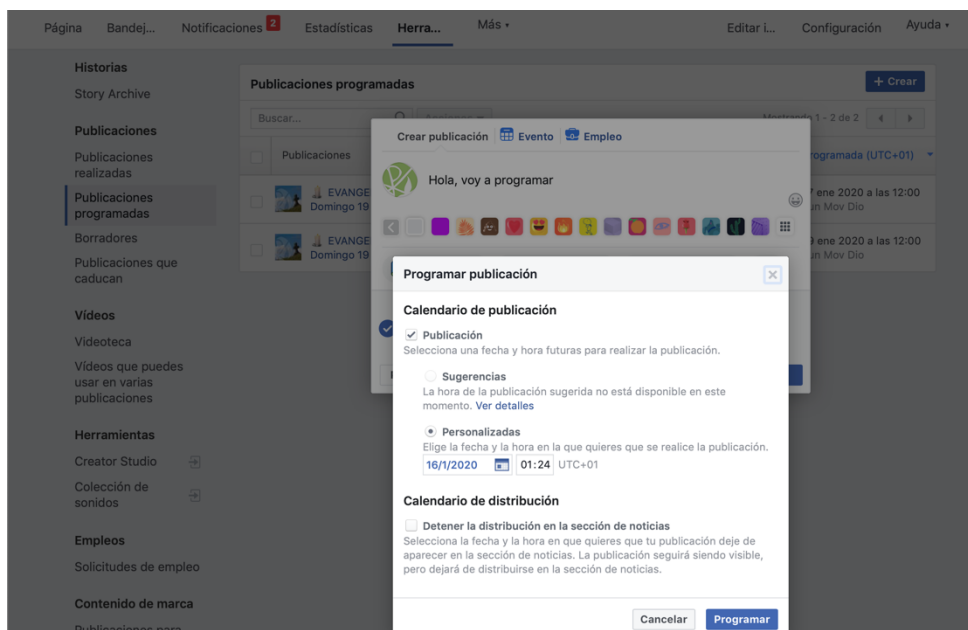 Página Bandej... Notificaciones 2 Estadísticas Herra... Más Editar i... Configuración Ayuda
Historias
Story Archive
Publicaciones
Publicaciones
realizadas
Publicaciones
programadas
Borradores
Publicaciones que
caducan
Vídeos
Videoteca
Vídeos que puedes
usar en varias
publicaciones
Herramientas
Creator Studio
Colección de
sonidos
Empleos
Solicitudes de empleo
Contenido de marca
Publicaciones para
Publicaciones programadas
+ Crear
Buscar... Acciones Mostrando 1 – 2 de 2
Publicaciones rogramada (UTC+01)
EVANGE 7 ene 2020 a las 12:00
Domingo 19 un Mov Dio
EVANGE 9 ene 2020 a las 12:00
Domingo 19 un Mov Dio
Crear publicación Evento Empleo
Hola, voy a programar
Programar publicación
Calendario de publicación
Publicación
Selecciona una fecha y hora futuras para realizar la publicación.
Sugerencias
La hora de la publicación sugerida no está disponible en este
momento. Ver detalles
Personalizadas
Elige la fecha y la hora en la que quieres que se realice la publicación.
16/1/2020 01:24 UTC+01
Calendario de distribución
Detener la distribución en la sección de noticias
Selecciona la fecha y la hora en que quieres que tu publicación deje de
aparecer en la sección de noticias. La publicación seguirá siendo visible,
pero dejará de distribuirse en la sección de noticias.
Cancelar Programar